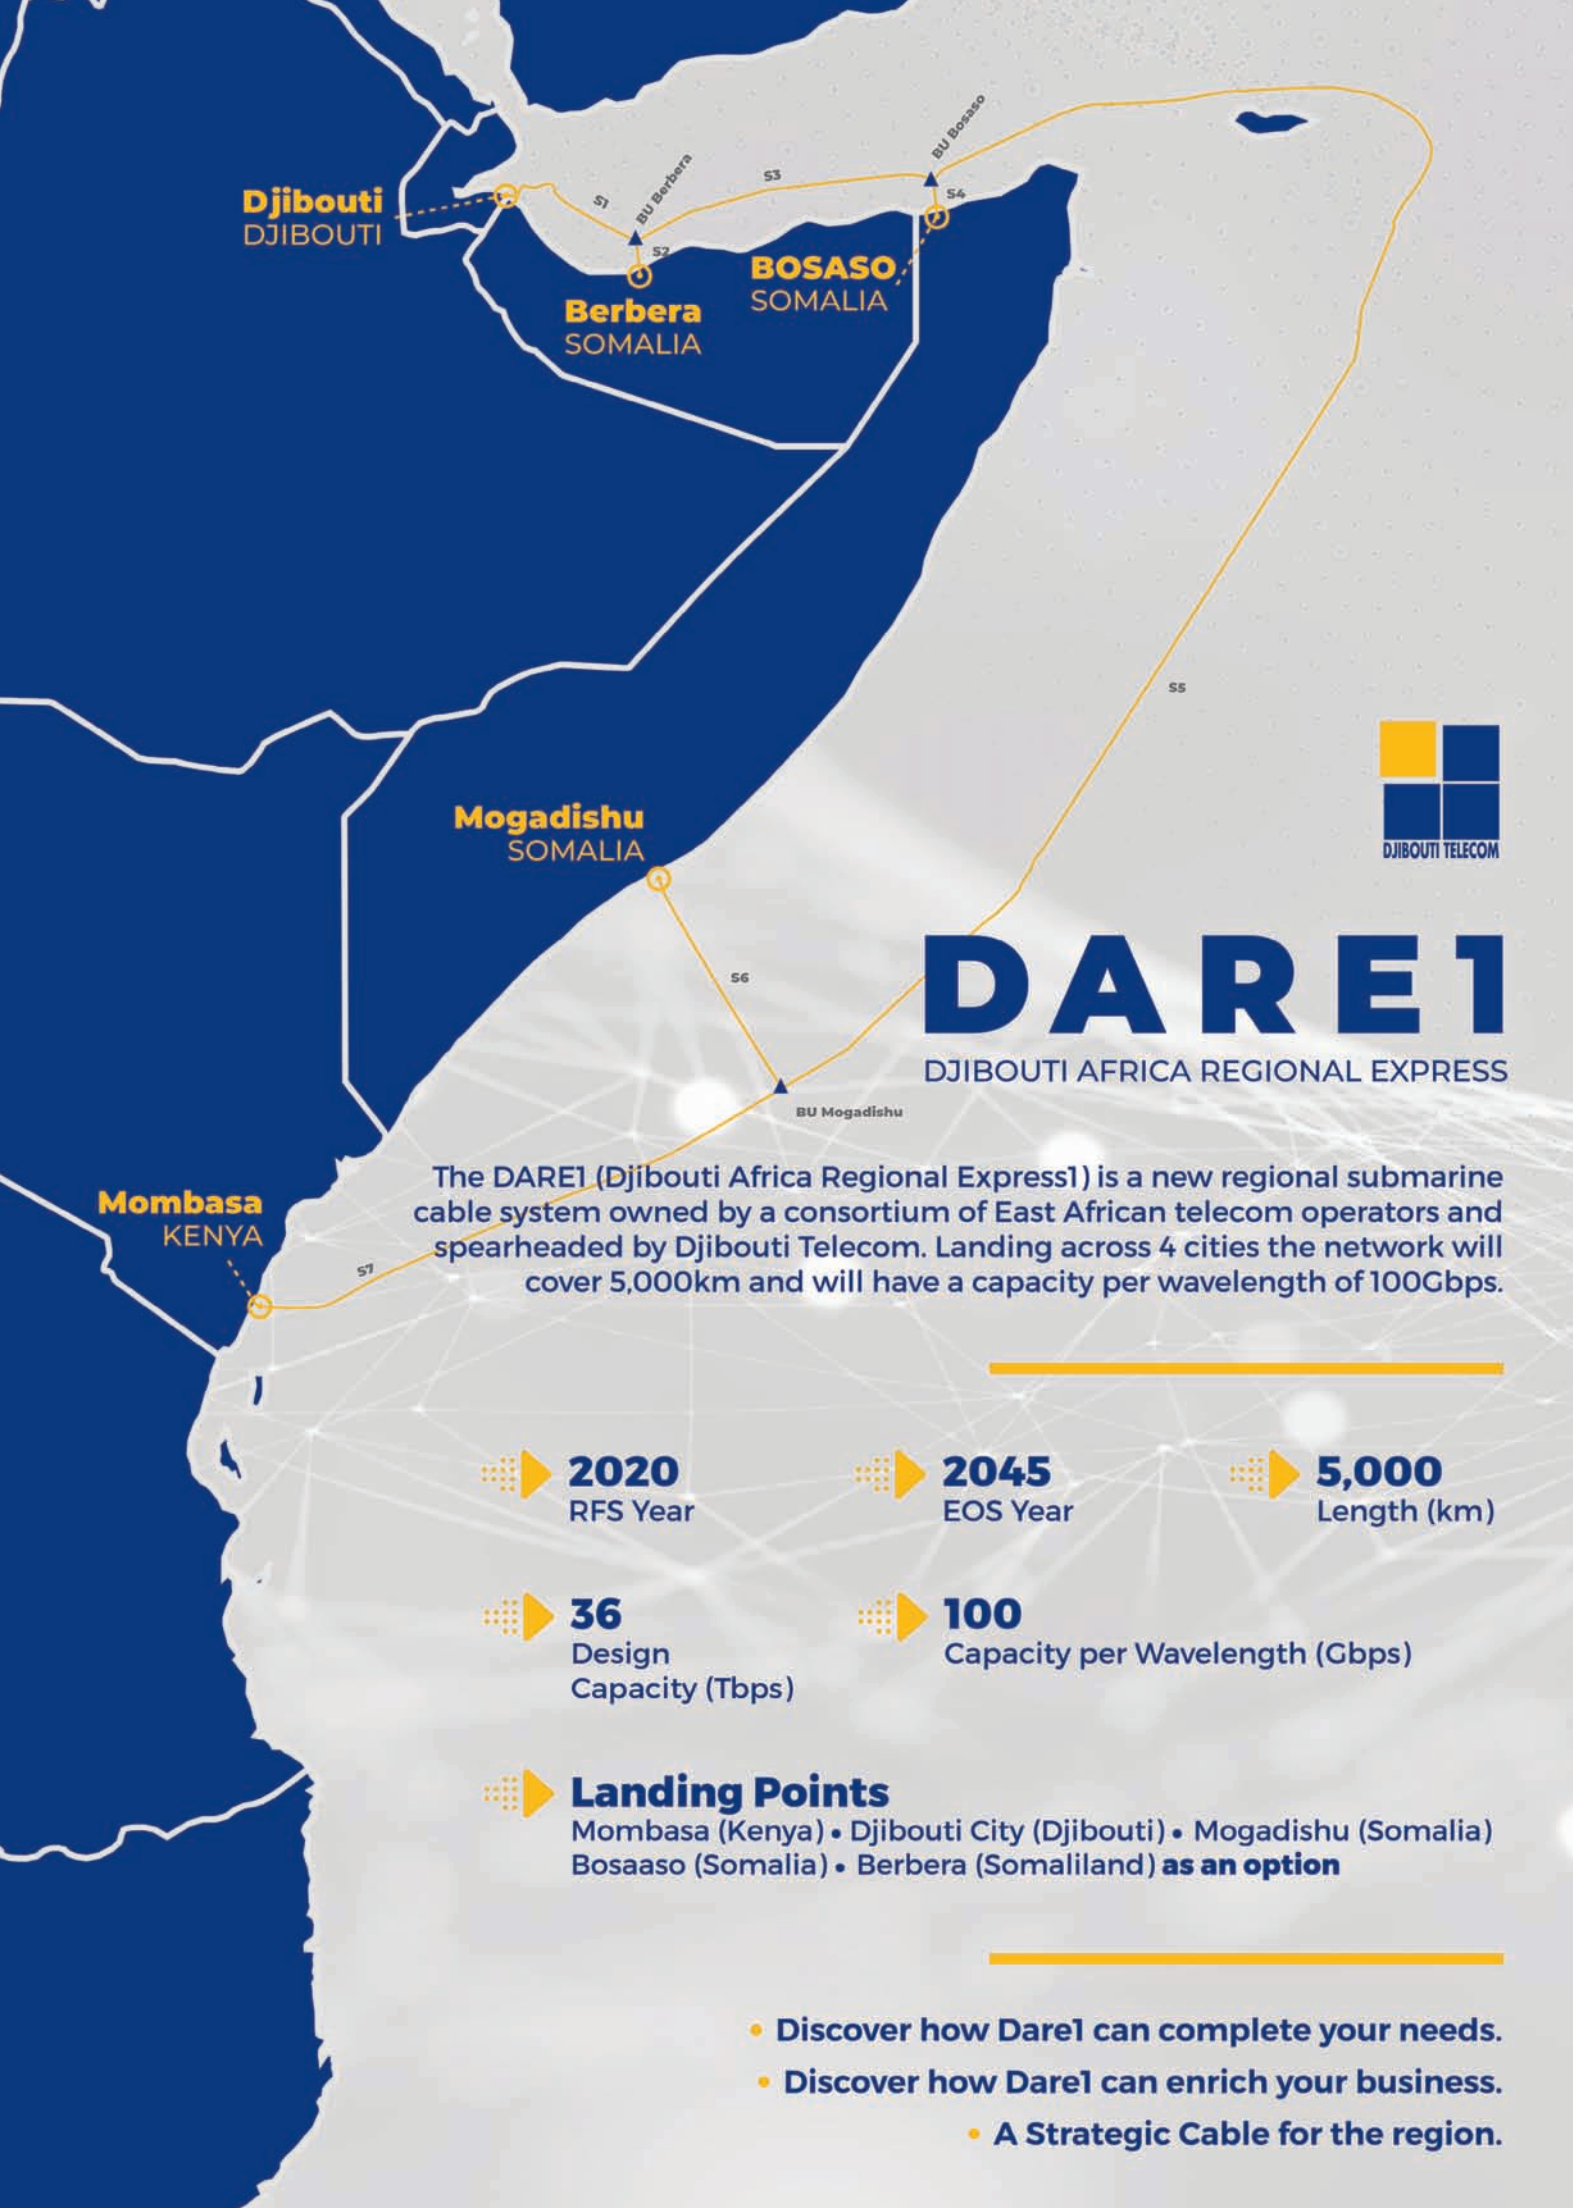 BU Bosaso
BU Berbera
S3
S4
S1
S2
Djibouti
DJIBOUTI
BOSASO
SOMALIA
Berbera
SOMALIA
S5
Mogadishu
SOMALIA
DJIBOUTI TELECOM
S6
DARE1
DJIBOUTI AFRICA REGIONAL EXPRESS
BU Mogadishu
The DARE1 (Djibouti Africa Regional Express1) is a new regional submarine
cable system owned by a consortium of East African telecom operators and
spearheaded by Djibouti Telecom. Landing across 4 cities the network will
cover 5,000km and will have a capacity per wavelength of 100Gbps.
Mombasa
KENYA
S7
2020
RFS Year
2045
EOS Year
5,000
Length (km)
36
Design
Capacity (Tbps)
100
Capacity per Wavelength (Gbps)
Landing Points
Mombasa (Kenya) • Djibouti City (Djibouti) • Mogadishu (Somalia)
Bosaaso (Somalia) • Berbera (Somaliland) as an option
• Discover how Dare1 can complete your needs.
• Discover how Dare1 can enrich your business.
• A Strategic Cable for the region.